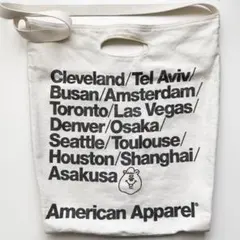 Cleveland/Tel Aviv/
Busan/Amsterdam/
Toronto/Las Vegas/
Denver/Osaka/
Seattle/Toulouse/
Houston/Shanghai/
Asakusa
American Apparel®